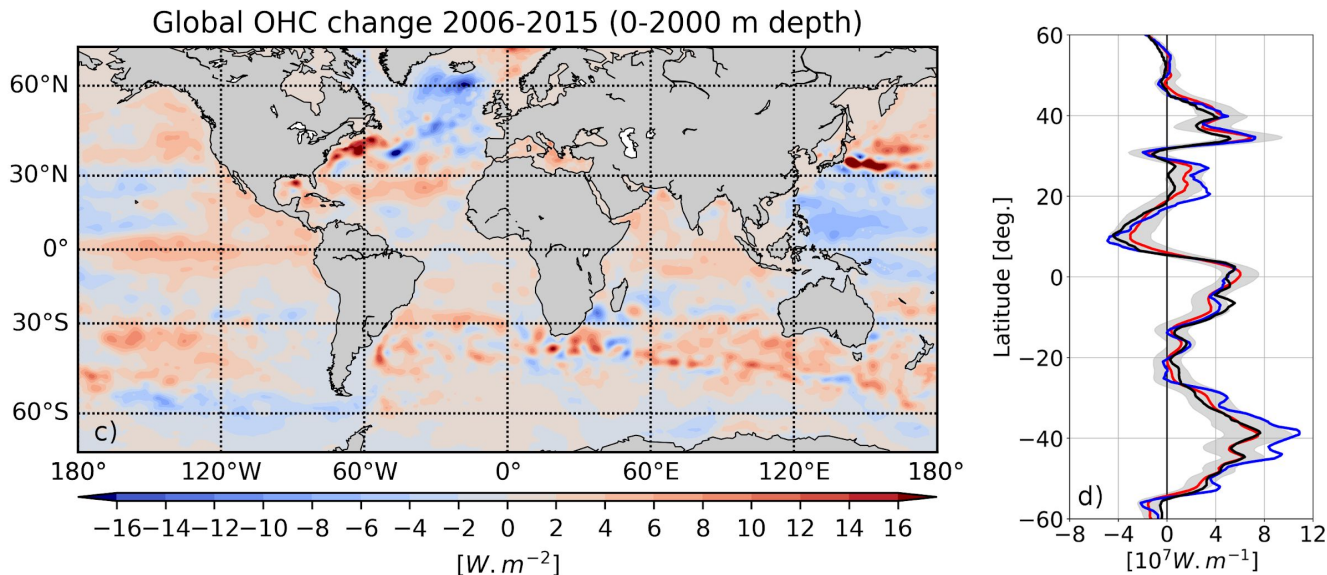 Global OHC change 2006-2015 (0-2000 m depth)
60°N
30°N
0°
30°S
60°S
c)
180° 120°W 60°W 0° 60°E 120°E 180°
−16 −14 −12 −10 −8 −6 −4 −2 0 2 4 6 8 10 12 14 16
[W.m−2]
Latitude [deg.]
60
40
20
0
−20
−40
−60
d)
−8 −4 0 4 8 12
[10⁷W.m⁻¹]